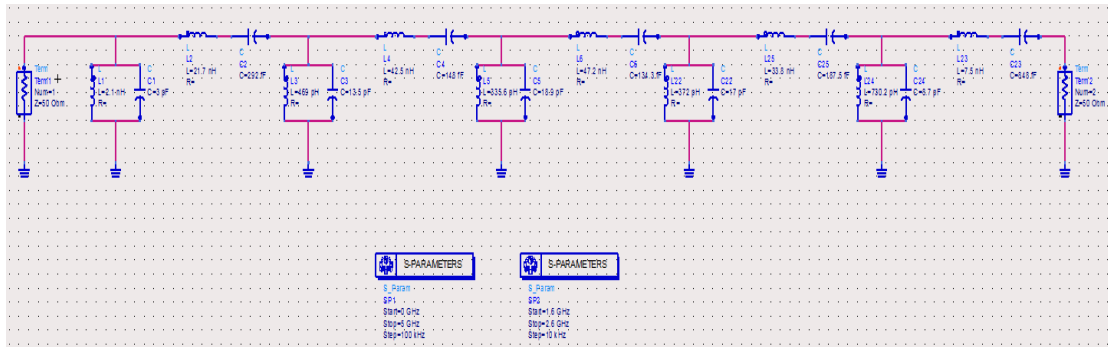 Term
Term1
Num=1
Z=50 Ohm
L
L1
L=2.1 nH
R=
C
C1
C=3 pF
L
L2
L=21.7 nH
R=
C
C2
C=292 fF
L
L3
L=469 pH
R=
C
C3
C=13.5 pF
L
L4
L=42.5 nH
R=
C
C4
C=148 fF
L
L5
L=335.6 pH
R=
C
C5
C=18.9 pF
L
L6
L=47.2 nH
R=
C
C6
C=134.3 fF
L
L22
L=372 pH
R=
C
C22
C=17 pF
L
L25
L=33.8 nH
R=
C
C25
C=187.5 fF
L
L24
L=730.2 pH
R=
C
C24
C=8.7 pF
L
L23
L=7.5 nH
R=
C
C23
C=848 fF
Term
Term2
Num=2
Z=50 Ohm
S-PARAMETERS
S_Param
SP1
Start=0 GHz
Stop=5 GHz
Step=100 kHz
S-PARAMETERS
S_Param
SP2
Start=1.6 GHz
Stop=2.6 GHz
Step=10 kHz